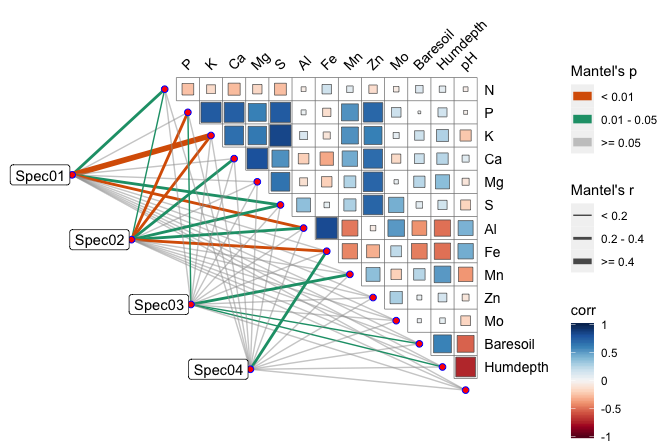 P K Ca Mg S Al Fe Mn Zn Mo Baresoil Humdepth pH
N
P
K
Ca
Mg
S
Al
Fe
Mn
Zn
Mo
Baresoil
Humdepth
Spec01
Spec02
Spec03
Spec04
Mantel's p
< 0.01
0.01 - 0.05
>= 0.05
Mantel's r
< 0.2
0.2 - 0.4
>= 0.4
corr
1
0.5
0
-0.5
-1